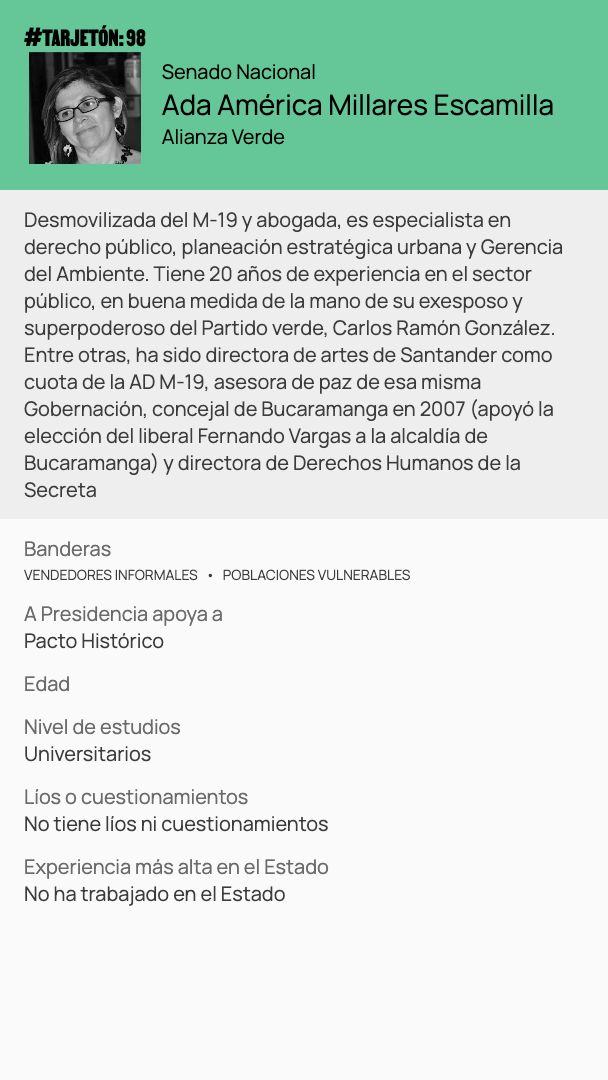 #TARJETÓN: 98
Senado Nacional
Ada América Millares Escamilla
Alianza Verde
Desmovilizada del M-19 y abogada, es especialista en
derecho público, planeación estratégica urbana y Gerencia
del Ambiente. Tiene 20 años de experiencia en el sector
público, en buena medida de la mano de su exesposo y
superpoderoso del Partido verde, Carlos Ramón González.
Entre otras, ha sido directora de artes de Santander como
cuota de la AD M-19, asesora de paz de esa misma
Gobernación, concejal de Bucaramanga en 2007 (apoyó la
elección del liberal Fernando Vargas a la alcaldía de
Bucaramanga) y directora de Derechos Humanos de la
Secreta
Banderas
VENDEDORES INFORMALES • POBLACIONES VULNERABLES
A Presidencia apoya a
Pacto Histórico
Edad
Nivel de estudios
Universitarios
Líos o cuestionamientos
No tiene líos ni cuestionamientos
Experiencia más alta en el Estado
No ha trabajado en el Estado